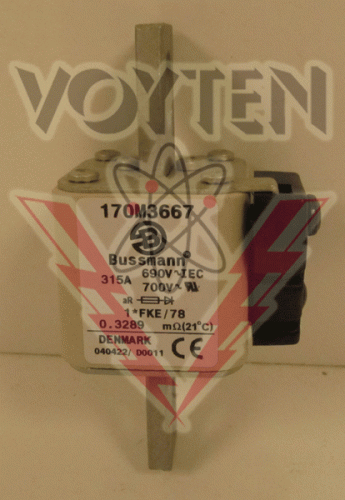 VOYTEN
170M3667
Bussmann®
315A 690V~IEC
700V~
aR
1*FKE/78
0.3289 mΩ(21°C)
DENMARK
040422/ D0011 CE